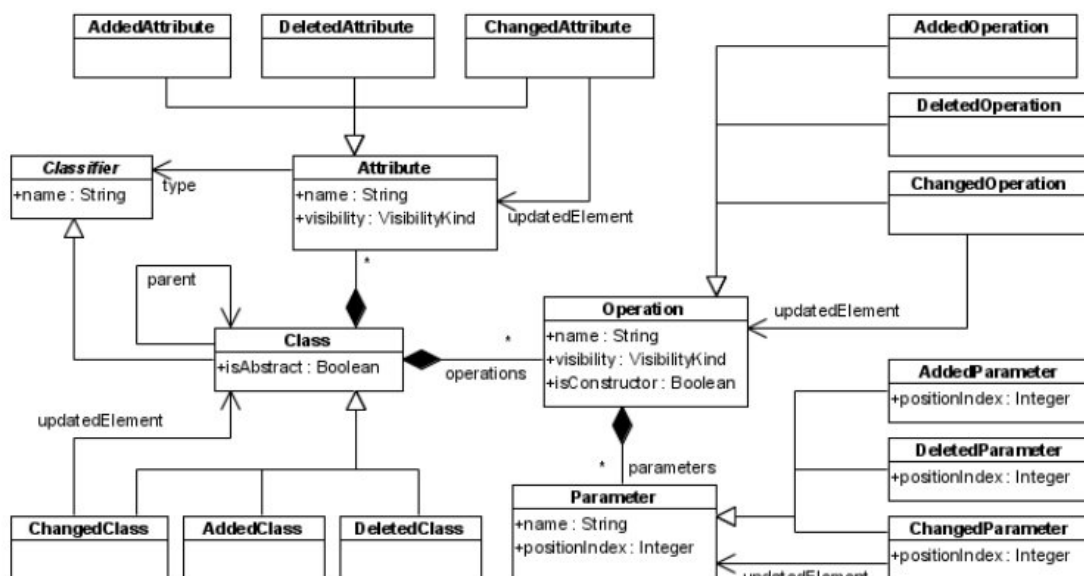 AddedAttribute
DeletedAttribute
ChangedAttribute
AddedOperation
DeletedOperation
ChangedOperation
Classifier
+name : String
type
Attribute
+name : String
+visibility : VisibilityKind
updatedElement
*
parent
Class
+isAbstract : Boolean
*
operations
Operation
+name : String
+visibility : VisibilityKind
+isConstructor : Boolean
updatedElement
updatedElement
AddedParameter
+positionIndex : Integer
DeletedParameter
+positionIndex : Integer
ChangedParameter
+positionIndex : Integer
* parameters
Parameter
+name : String
+positionIndex : Integer
updatedElement
ChangedClass
AddedClass
DeletedClass